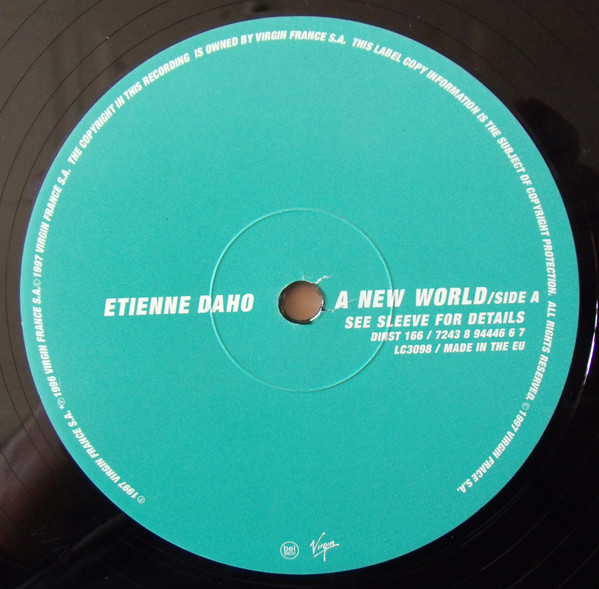 ℗ 1997 VIRGIN FRANCE S.A. *℗ 1996 VIRGIN FRANCE S.A. © 1997 VIRGIN FRANCE S.A. THE COPYRIGHT IN THIS RECORDING IS OWNED BY VIRGIN FRANCE S.A. THIS LABEL COPY INFORMATION IS THE SUBJECT OF COPYRIGHT PROTECTION. ALL RIGHTS RESERVED. © 1997 VIRGIN FRACE S.A.
ETIENNE DAHO
A NEW WORLD/SIDE A
SEE SLEEVE FOR DETAILS
DINST 166 / 7243 8 94446 6 7
LC3098 / MADE IN THE EU
Virgin